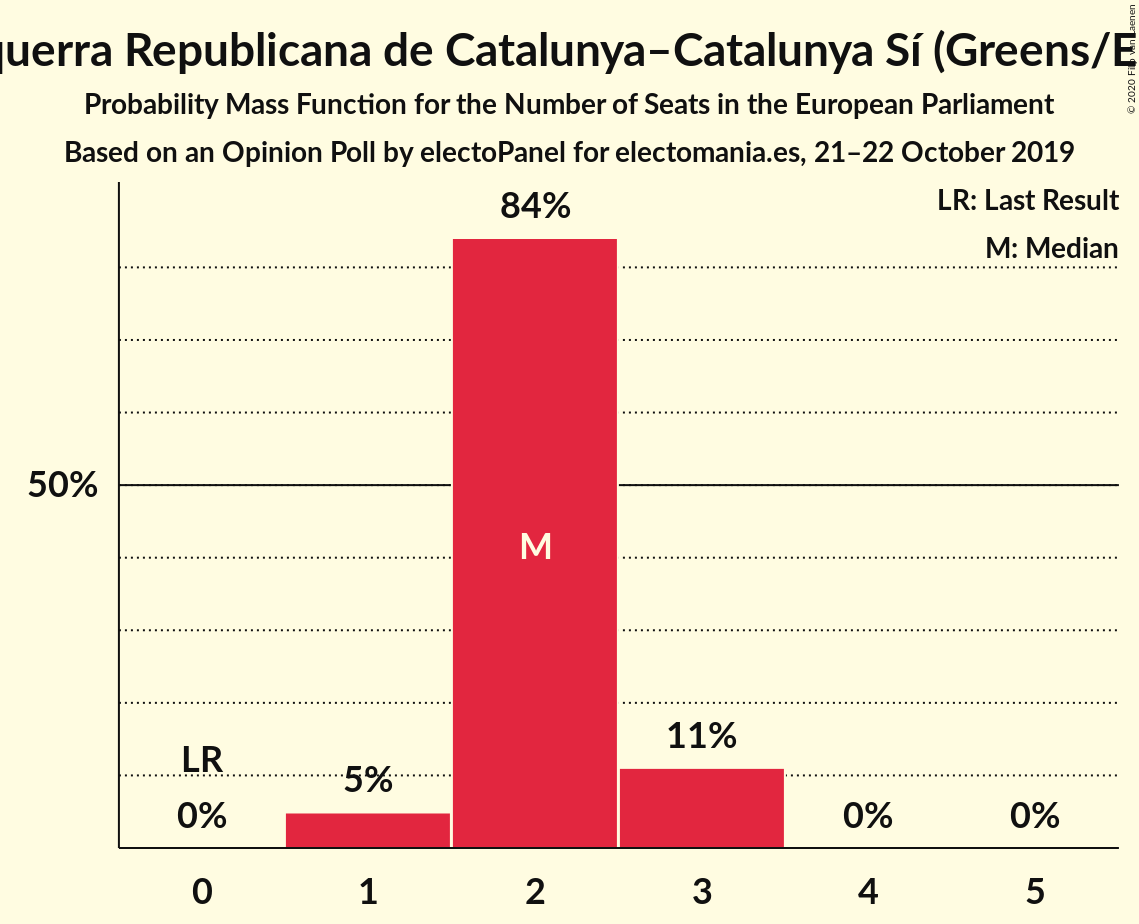 querra Republicana de Catalunya–Catalunya Sí (Greens/E
Probability Mass Function for the Number of Seats in the European Parliament
Based on an Opinion Poll by electoPanel for electomania.es, 21–22 October 2019
LR: Last Result
M: Median
84%
50%
M
11%
LR
5%
0%
0%
0%
0
1
2
3
4
5